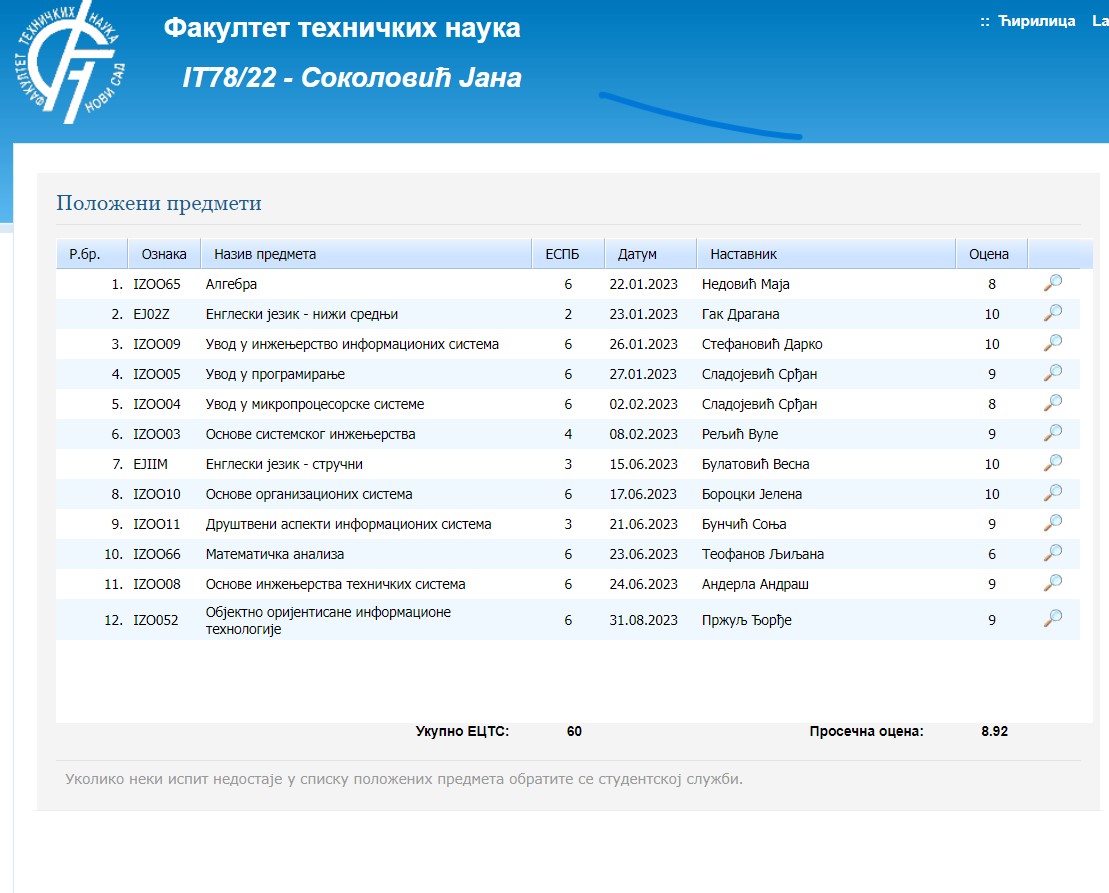 ФАКУЛТЕТ ТЕХНИЧКИХ НАУКА НОВИ САД
Факултет техничких наука
:: Ћирилица La
IT78/22 - Соколовић Јана
Положени предмети
Р.бр. Ознака Назив предмета ЕСПБ Датум Наставник Оцена
1. IZOO65 Алгебра 6 22.01.2023 Недовић Маја 8
2. EJ02Z Енглески језик - нижи средњи 2 23.01.2023 Гак Драгана 10
3. IZOO09 Увод у инжењерство информационих система 6 26.01.2023 Стефановић Дарко 10
4. IZOO05 Увод у програмирање 6 27.01.2023 Сладојевић Срђан 9
5. IZOO04 Увод у микропроцесорске системе 6 02.02.2023 Сладојевић Срђан 8
6. IZOO03 Основе системског инжењерства 4 08.02.2023 Рељић Вуле 9
7. EJIIM Енглески језик - стручни 3 15.06.2023 Булатовић Весна 10
8. IZOO10 Основе организационих система 6 17.06.2023 Бороцки Јелена 10
9. IZOO11 Друштвени аспекти информационих система 3 21.06.2023 Бунчић Соња 9
10. IZOO66 Математичка анализа 6 23.06.2023 Теофанов Љиљана 6
11. IZOO08 Основе инжењерства техничких система 6 24.06.2023 Андерла Андраш 9
12. IZO052 Објектно оријентисане информационе 6 31.08.2023 Пржуљ Ђорђе 9
технологије
Укупно ЕЦТС: 60 Просечна оцена: 8.92
Уколико неки испит недостаје у списку положених предмета обратите се студентској служби.